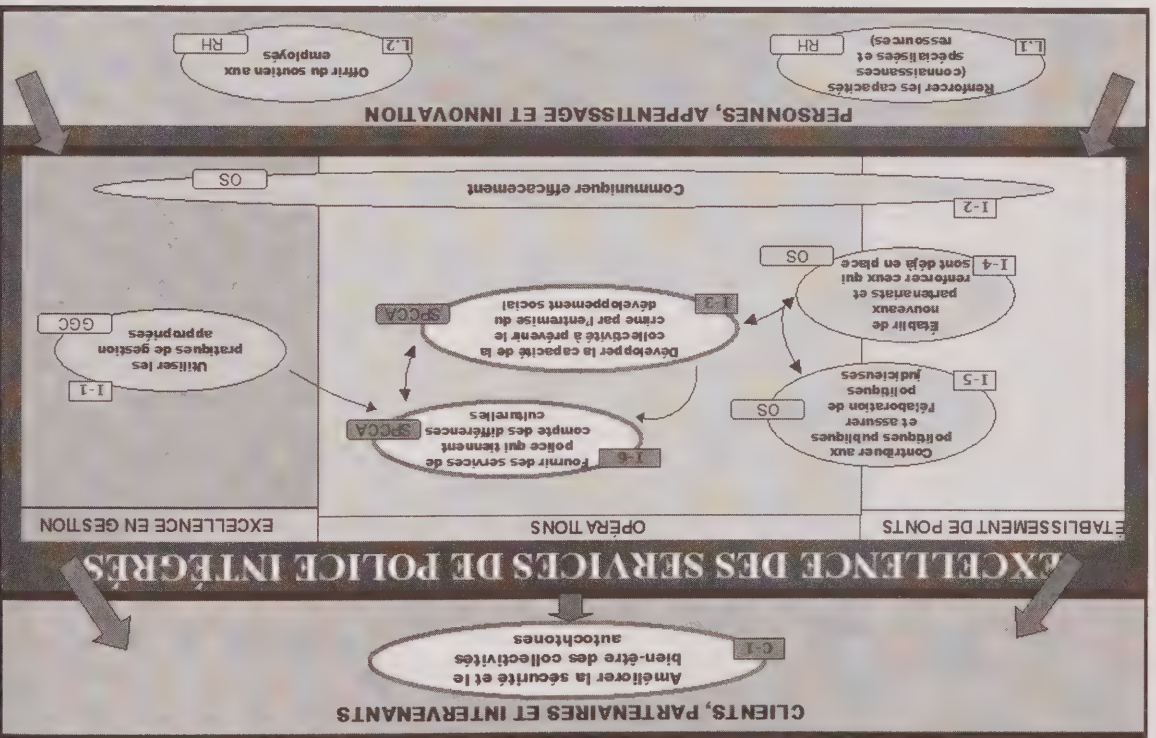 CLIENTS, PARTENAIRES ET INTERVENANTS
C-1
Améliorer la sécurité et le
bien-être des collectivités
autochtones
EXCELLENCE DES SERVICES DE POLICE INTÉGRÉS
ÉTABLISSEMENT DE PONTS
OPÉRATIONS
EXCELLENCE EN GESTION
I-5
Contribuer aux
politiques publiques
et assurer
l'élaboration de
politiques
judicieuses
OS
I-4
Établir de
nouveaux
partenariats et
renforcer ceux qui
sont déjà en place
OS
I-6
Fournir des services de
police qui tiennent
compte des différences
culturelles
SPCCA
I-3
Développer la capacité de la
collectivité à prévenir le
crime par l'entremise du
développement social
SPCCA
I-1
Utiliser les
pratiques de gestion
appropriées
GGC
I-2
Communiquer efficacement
OS
PERSONNES, APPRENTISSAGE ET INNOVATION
L.1
Renforcer les capacités
(connaissances
spécialisées et
ressources)
RH
L.2
Offrir du soutien aux
employés
RH